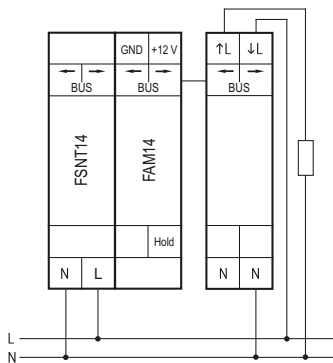 GND +12 V ↑L ↓L
BUS BUS BUS
FSNT14 FAM14
Hold
N L N N
L
N